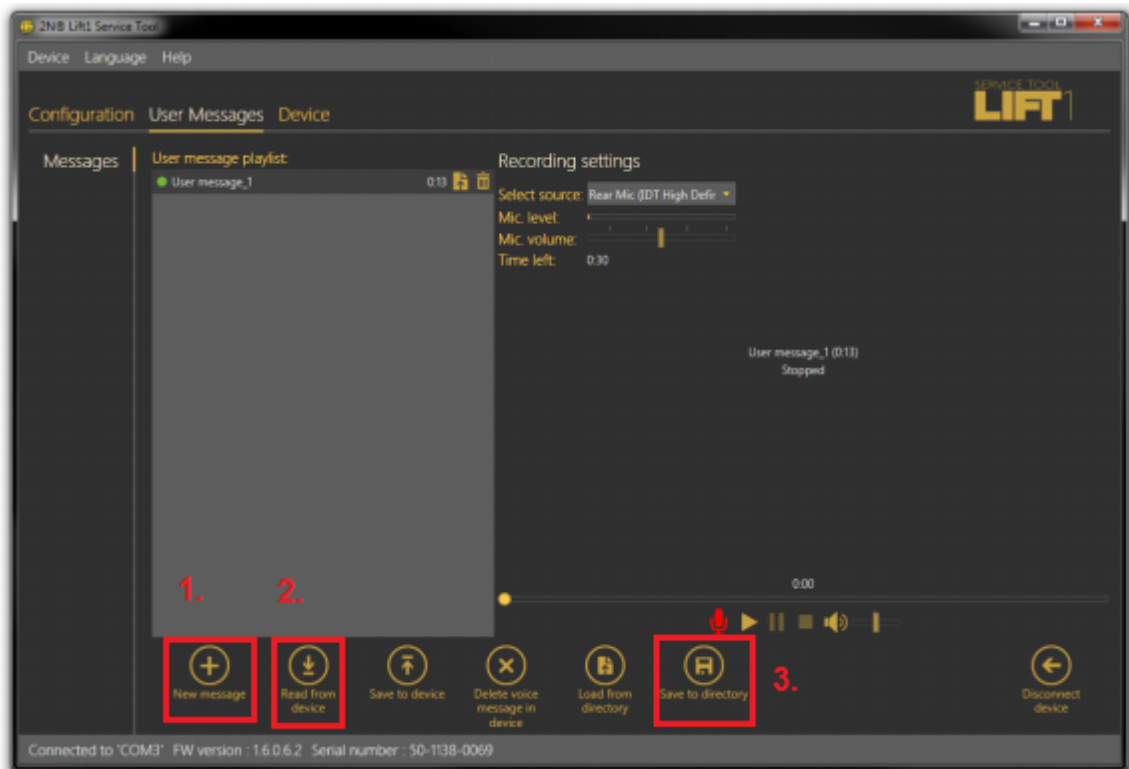 2N® Lift1 Service Tool
Device Language Help
SERVICE TOOL
LIFT1
Configuration User Messages Device
Messages
User message playlist:
User message_1 0:13
Recording settings
Select source: Rear Mic (IDT High Defir
Mic. level:
Mic. volume:
Time left: 0:30
User message_1 (0:13)
Stopped
0:00
1. 2. 3.
New message
Read from
device
Save to device
Delete voice
message in
device
Load from
directory
Save to directory
Disconnect
device
Connected to 'COM3' FW version : 1.6.0.6.2 Serial number : 50-1138-0069